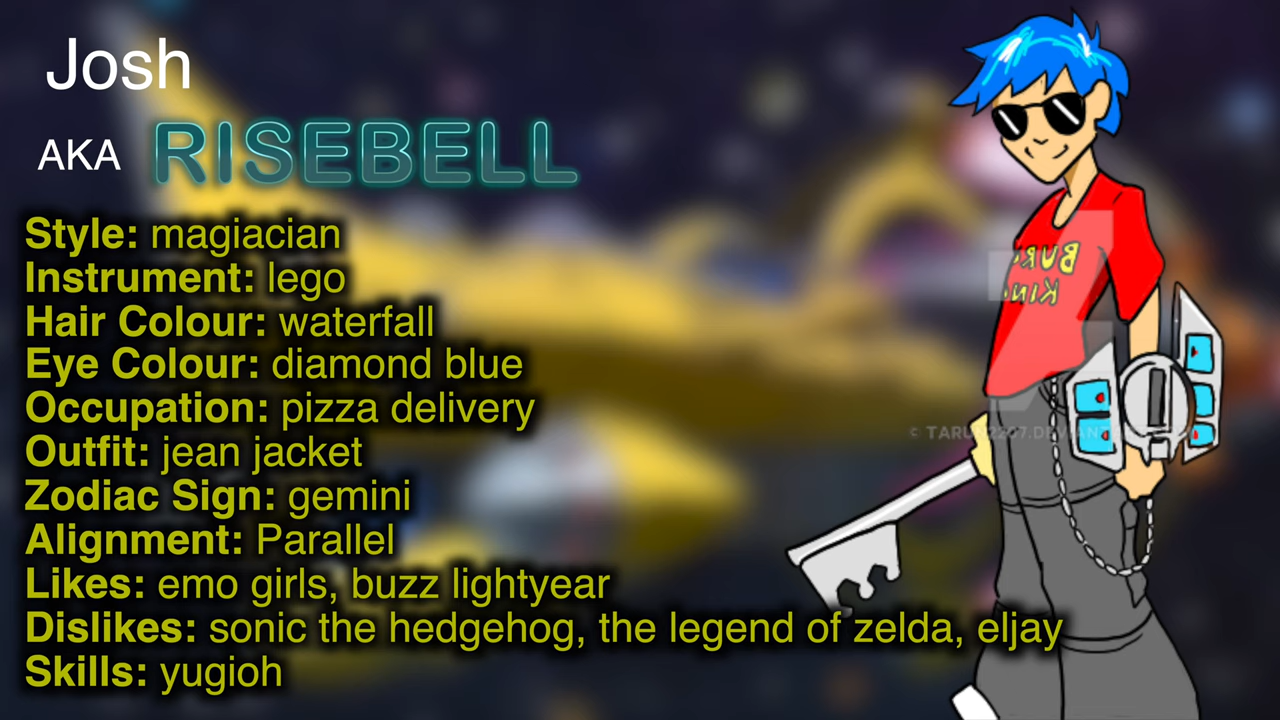 Josh
AKA RISEBELL
Style: magiacian
Instrument: lego
Hair Colour: waterfall
Eye Colour: diamond blue
Occupation: pizza delivery
Outfit: jean jacket
Zodiac Sign: gemini
Alignment: Parallel
Likes: emo girls, buzz lightyear
Dislikes: sonic the hedgehog, the legend of zelda, eljay
Skills: yugioh